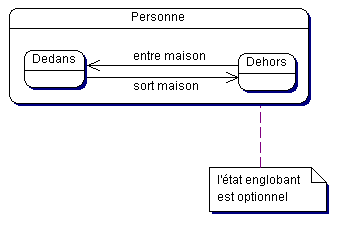 Personne
Dedans
entre maison
Dehors
sort maison
l'état englobant
est optionnel